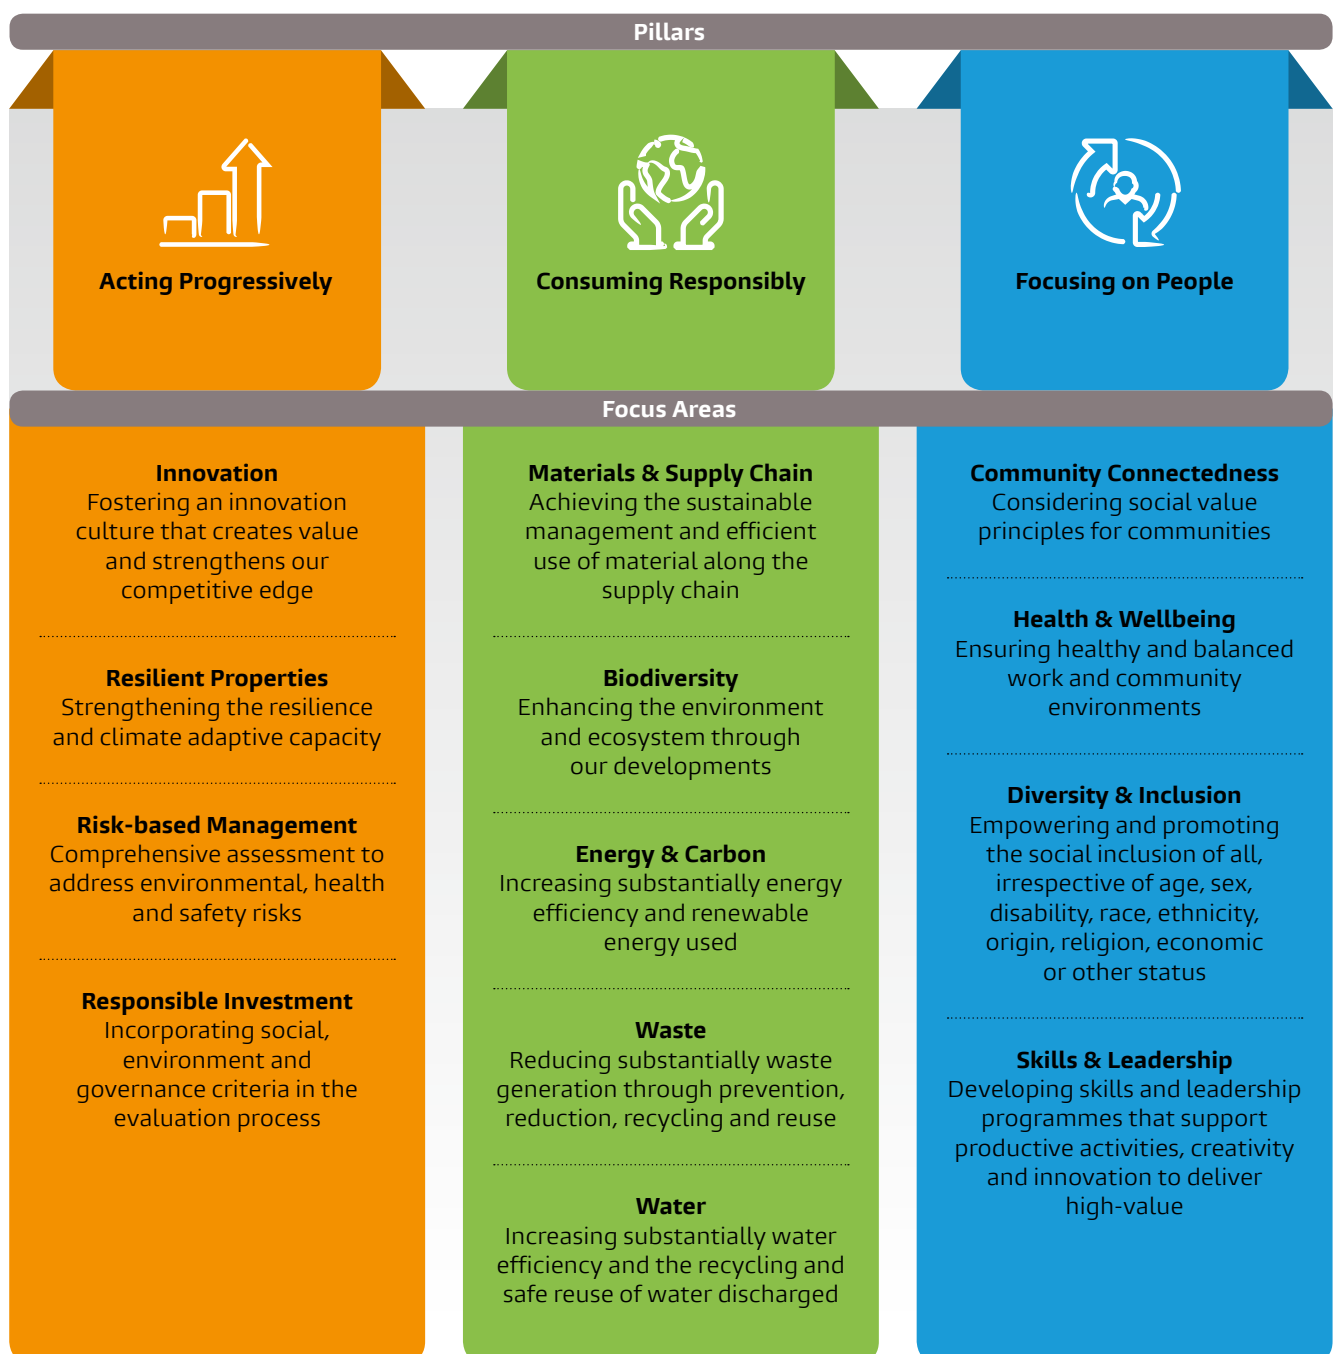 Pillars
Acting Progressively
Consuming Responsibly
Focusing on People
Focus Areas
Innovation
Fostering an innovation
culture that creates value
and strengthens our
competitive edge
Resilient Properties
Strengthening the resilience
and climate adaptive capacity
Risk-based Management
Comprehensive assessment to
address environmental, health
and safety risks
Responsible Investment
Incorporating social,
environment and
governance criteria in the
evaluation process
Materials & Supply Chain
Achieving the sustainable
management and efficient
use of material along the
supply chain
Biodiversity
Enhancing the environment
and ecosystem through
our developments
Energy & Carbon
Increasing substantially energy
efficiency and renewable
energy used
Waste
Reducing substantially waste
generation through prevention,
reduction, recycling and reuse
Water
Increasing substantially water
efficiency and the recycling and
safe reuse of water discharged
Community Connectedness
Considering social value
principles for communities
Health & Wellbeing
Ensuring healthy and balanced
work and community
environments
Diversity & Inclusion
Empowering and promoting
the social inclusion of all,
irrespective of age, sex,
disability, race, ethnicity,
origin, religion, economic
or other status
Skills & Leadership
Developing skills and leadership
programmes that support
productive activities, creativity
and innovation to deliver
high-value